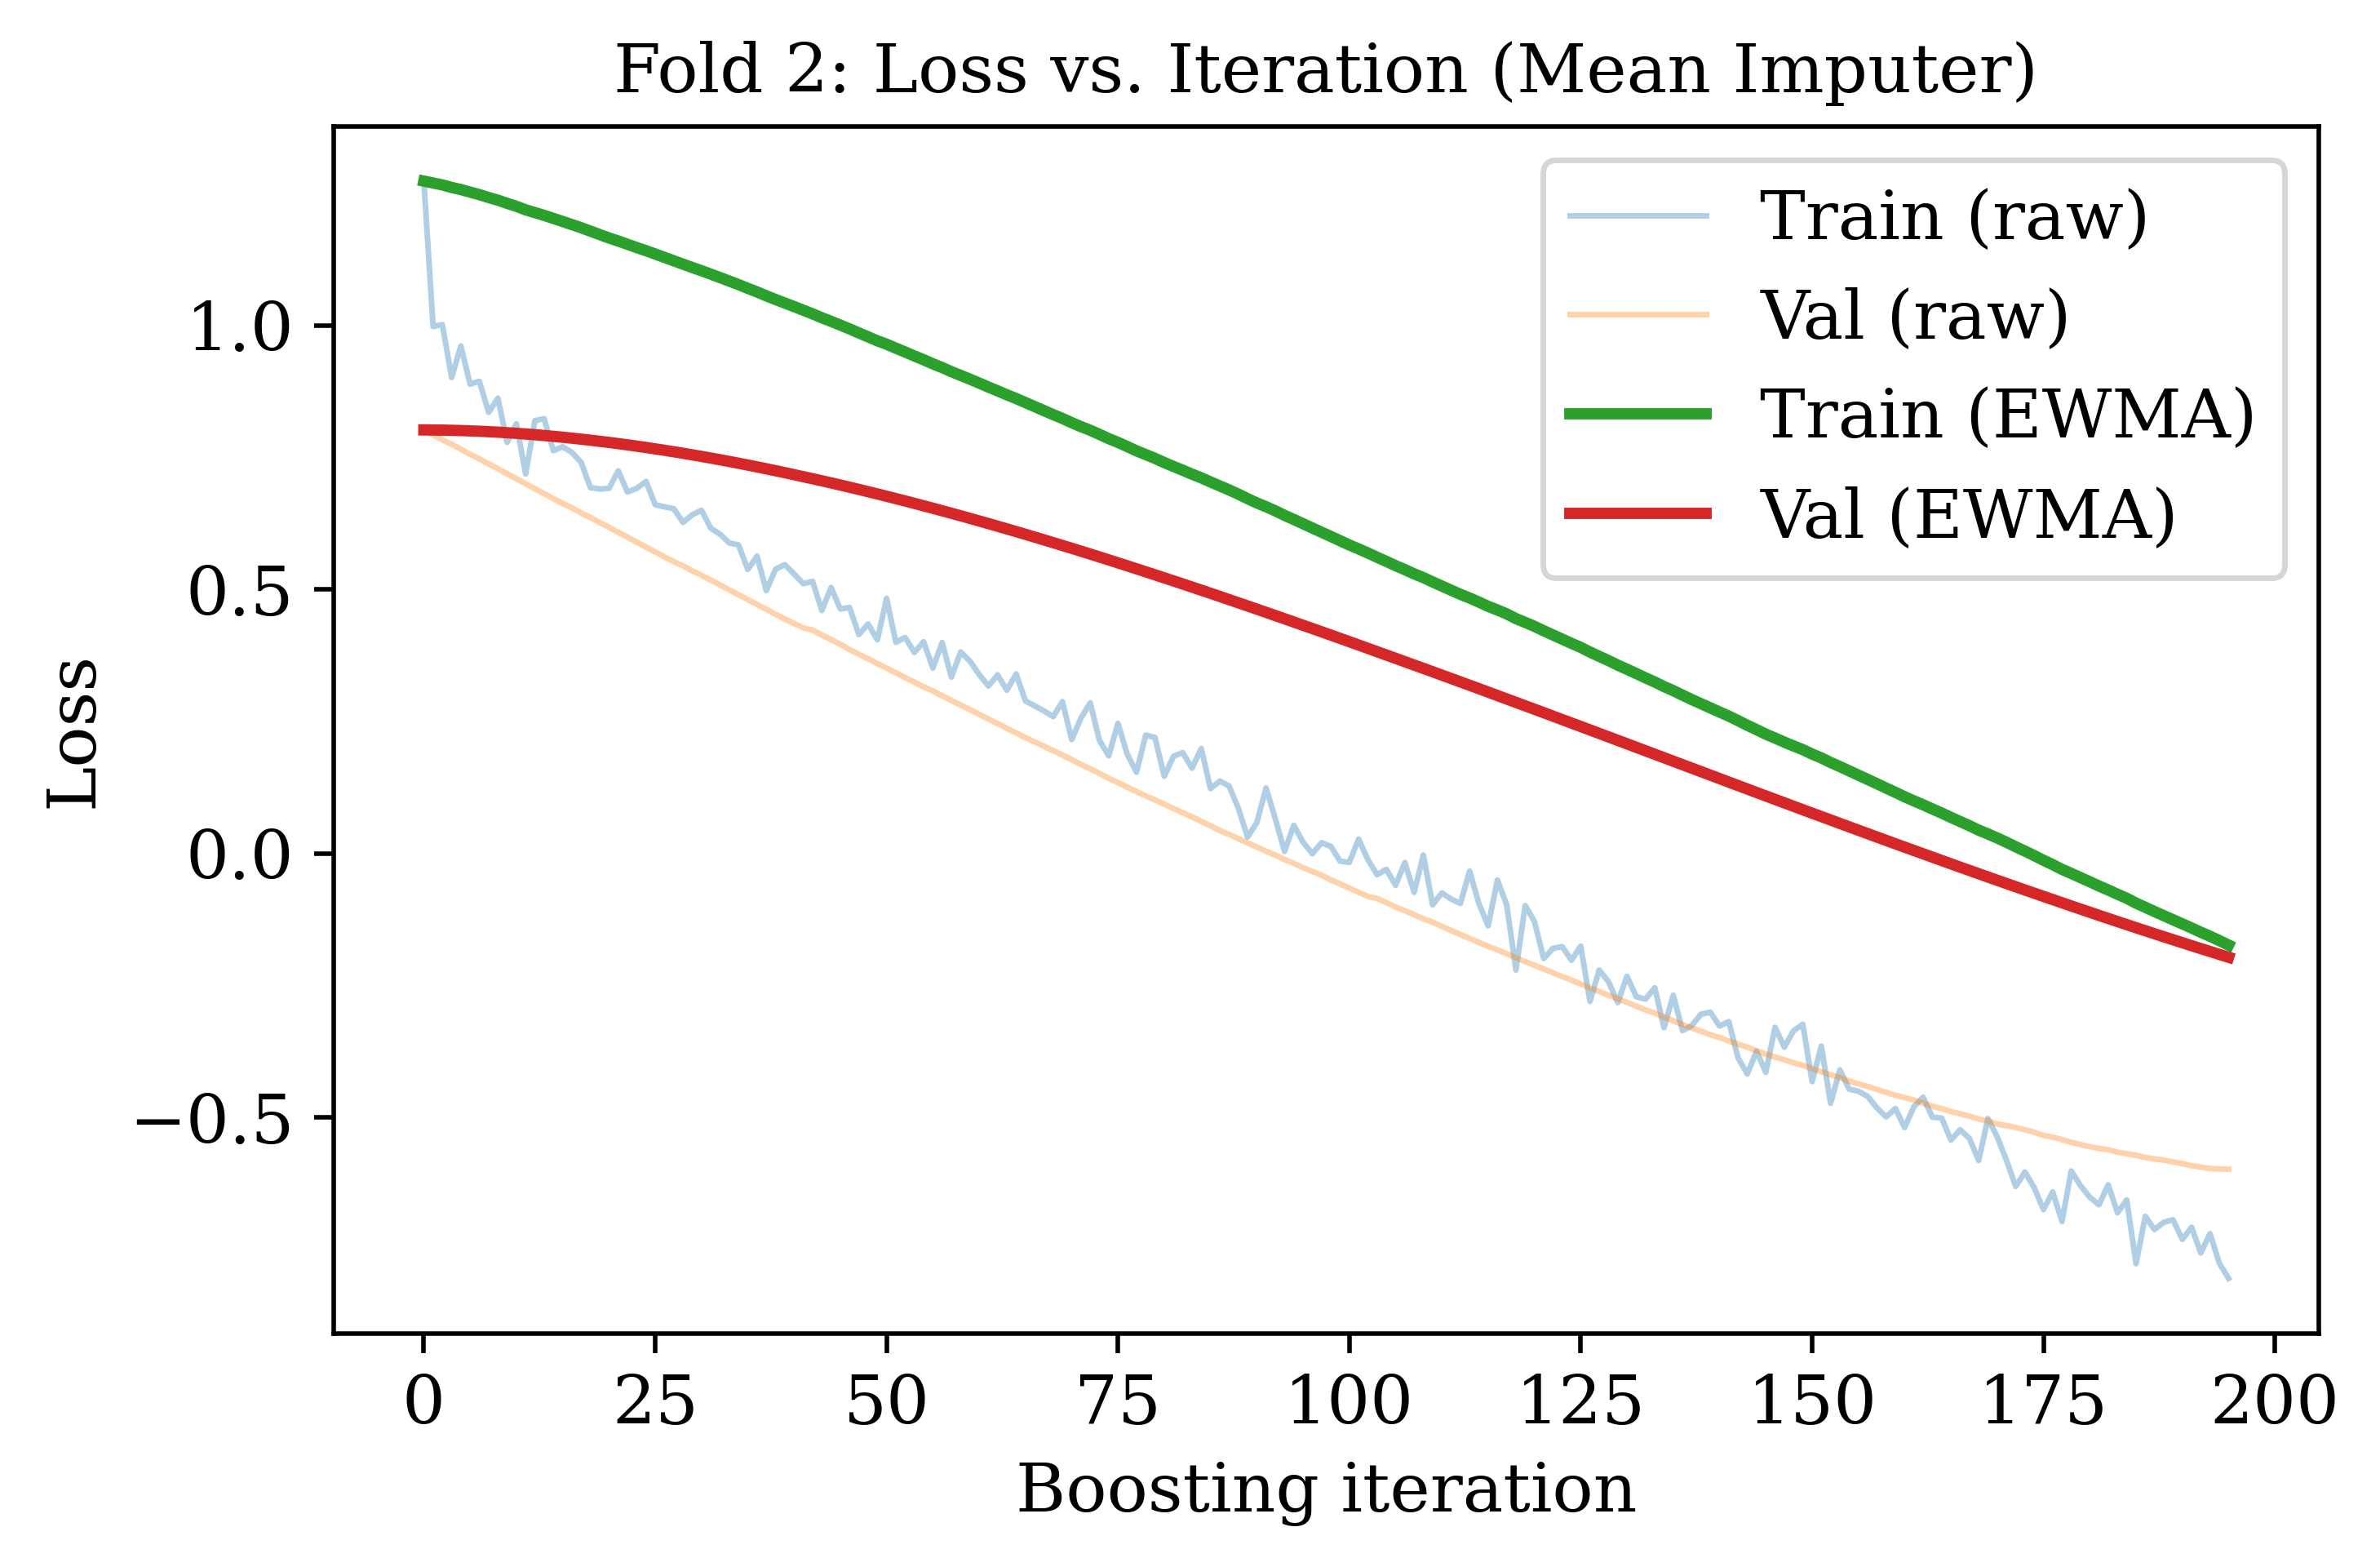 Fold 2: Loss vs. Iteration (Mean Imputer)
Train (raw)
Val (raw)
Train (EWMA)
Val (EWMA)
Loss
1.0
0.5
0.0
−0.5
0 25 50 75 100 125 150 175 200
Boosting iteration